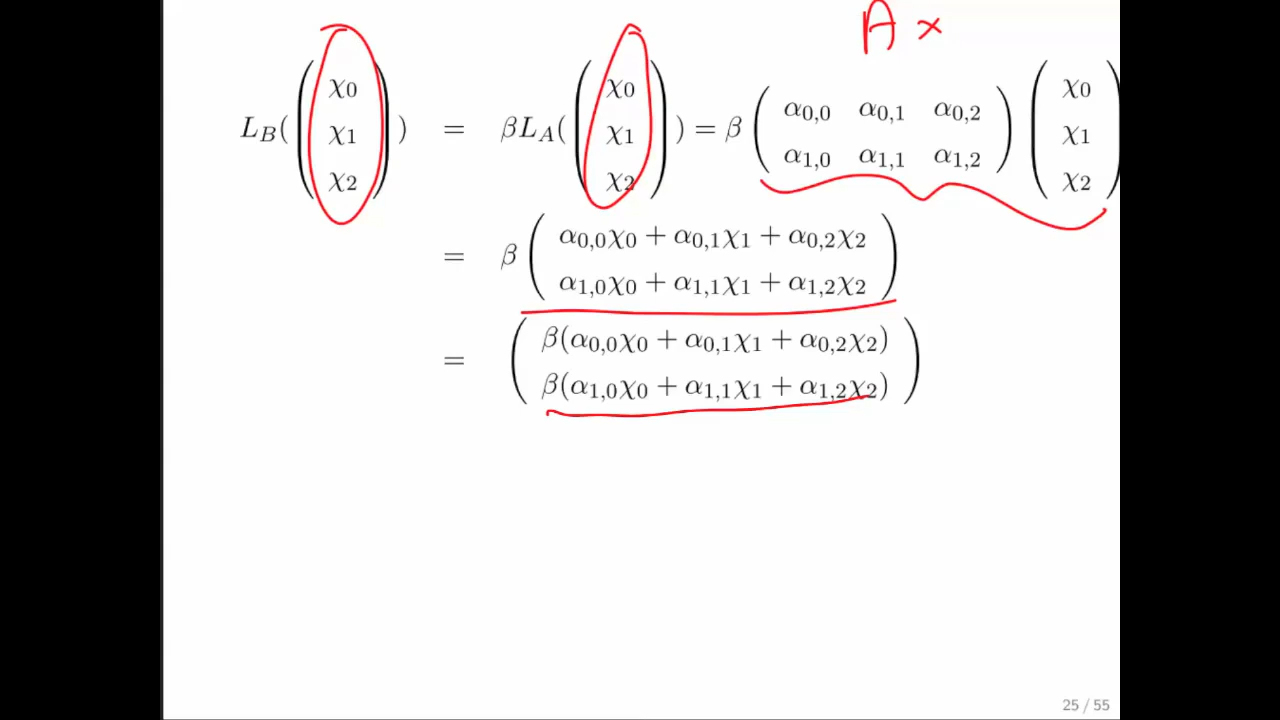 A x
L_B( ( χ0 χ1 χ2 ) ) = βL_A( ( χ0 χ1 χ2 ) ) = β ( α0,0 α0,1 α0,2 α1,0 α1,1 α1,2 ) ( χ0 χ1 χ2 )
= β ( α0,0χ0 + α0,1χ1 + α0,2χ2
α1,0χ0 + α1,1χ1 + α1,2χ2 )
= ( β(α0,0χ0 + α0,1χ1 + α0,2χ2)
β(α1,0χ0 + α1,1χ1 + α1,2χ2) )
25 / 55